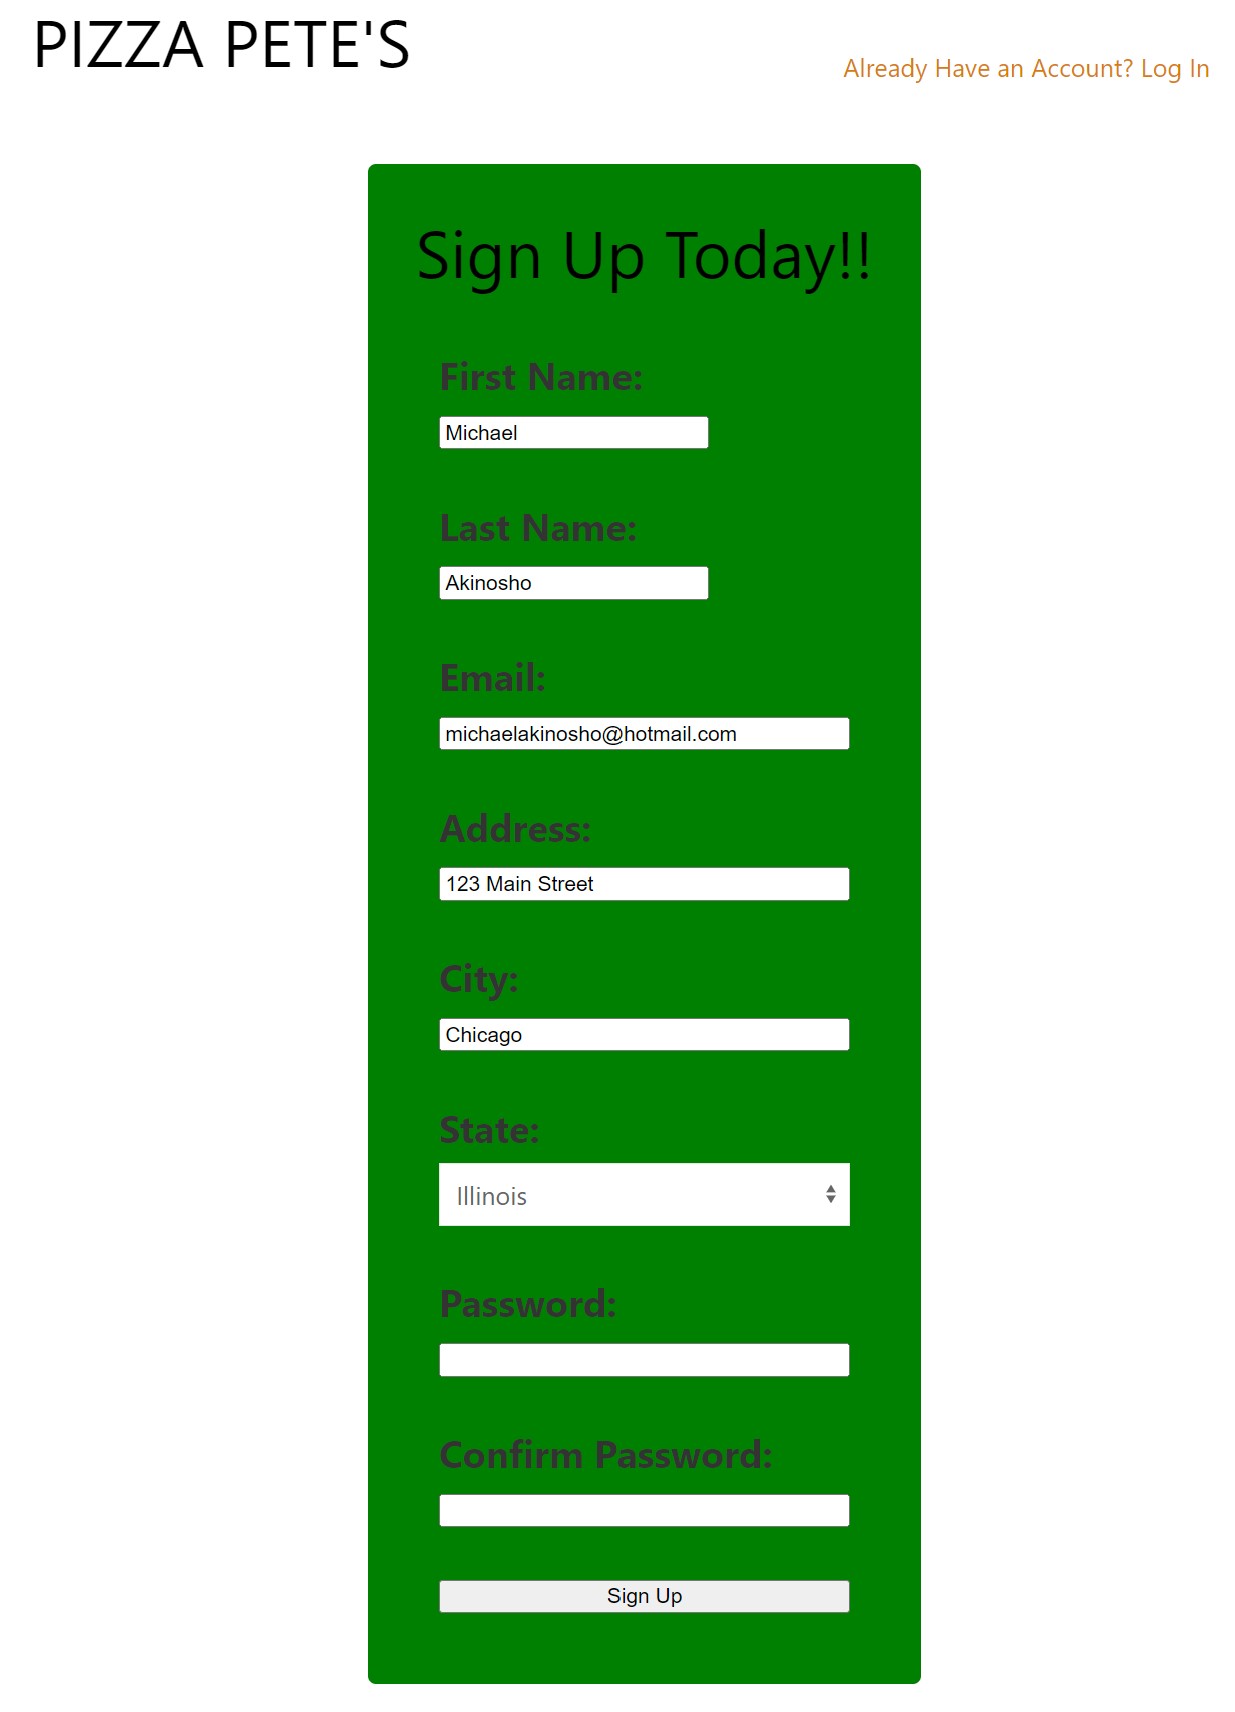 PIZZA PETE'S
Already Have an Account? Log In
Sign Up Today!!
First Name:
Michael
Last Name:
Akinosho
Email:
michaelakinosho@hotmail.com
Address:
123 Main Street
City:
Chicago
State:
Illinois
Password:
Confirm Password:
Sign Up